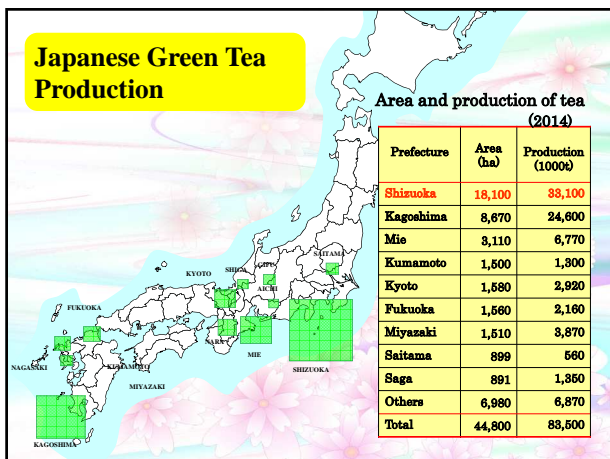 Japanese Green Tea
Production
Area and production of tea
(2014)
Prefecture Area (ha) Production (1000t)
Shizuoka 18,100 33,100
Kagoshima 8,670 24,600
Mie 3,110 6,770
Kumamoto 1,500 1,300
Kyoto 1,580 2,920
Fukuoka 1,560 2,160
Miyazaki 1,510 3,870
Saitama 899 560
Saga 891 1,350
Others 6,980 6,870
Total 44,800 83,500
SAITAMA
GIFU
SHIGA
KYOTO
AICHI
FUKUOKA
NARA
MIE
NAGASAKI
KUMAMOTO
SHIZUOKA
MIYAZAKI
KAGOSHIMA